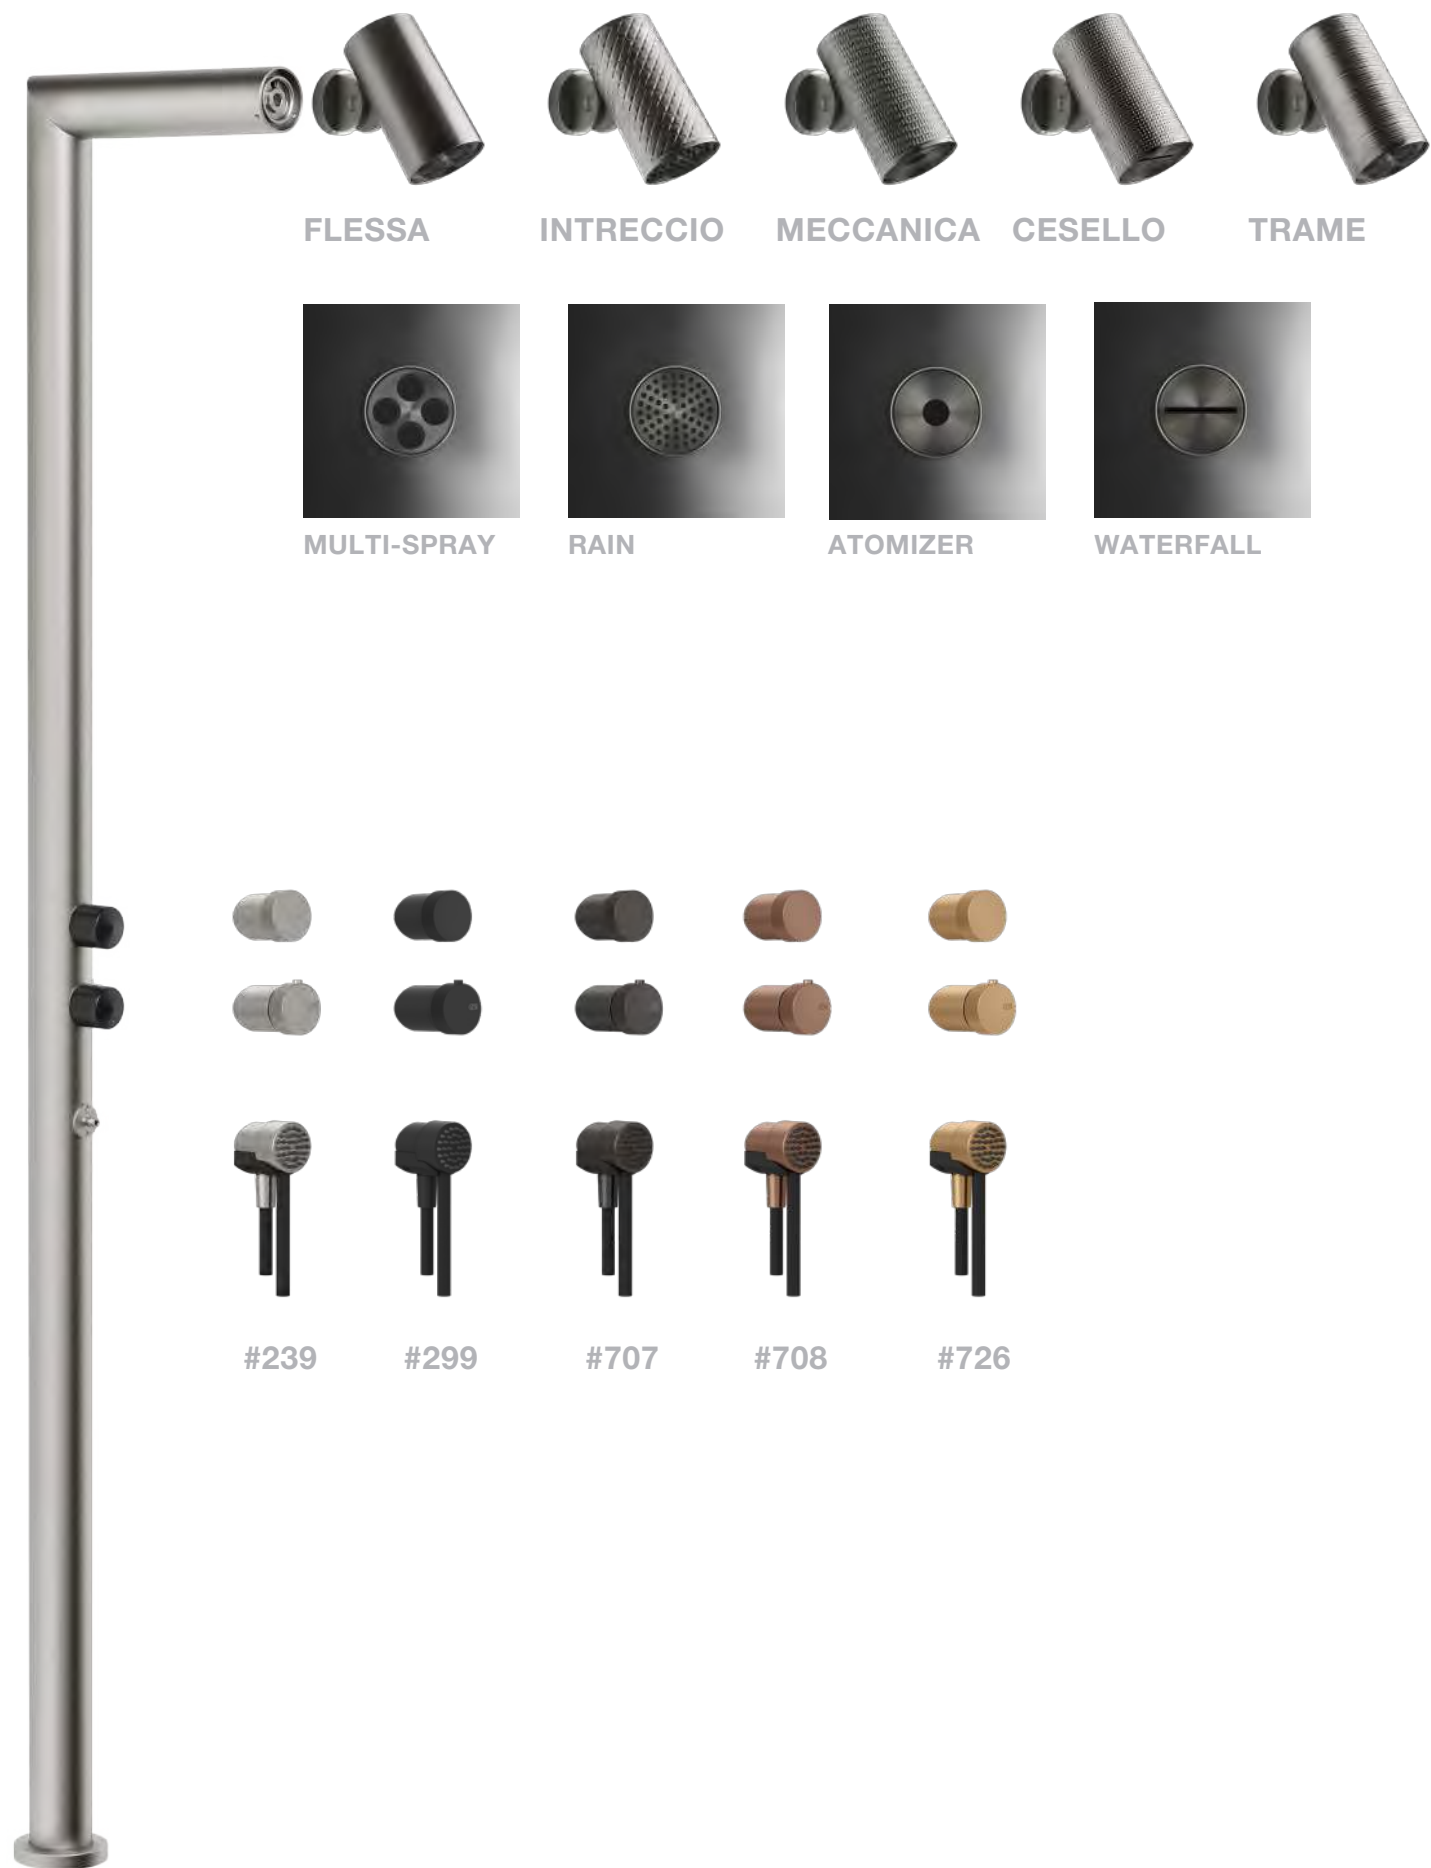 FLESSA INTRECCIO MECCANICA CESELLO TRAME
MULTI-SPRAY RAIN ATOMIZER WATERFALL
#239 #299 #707 #708 #726